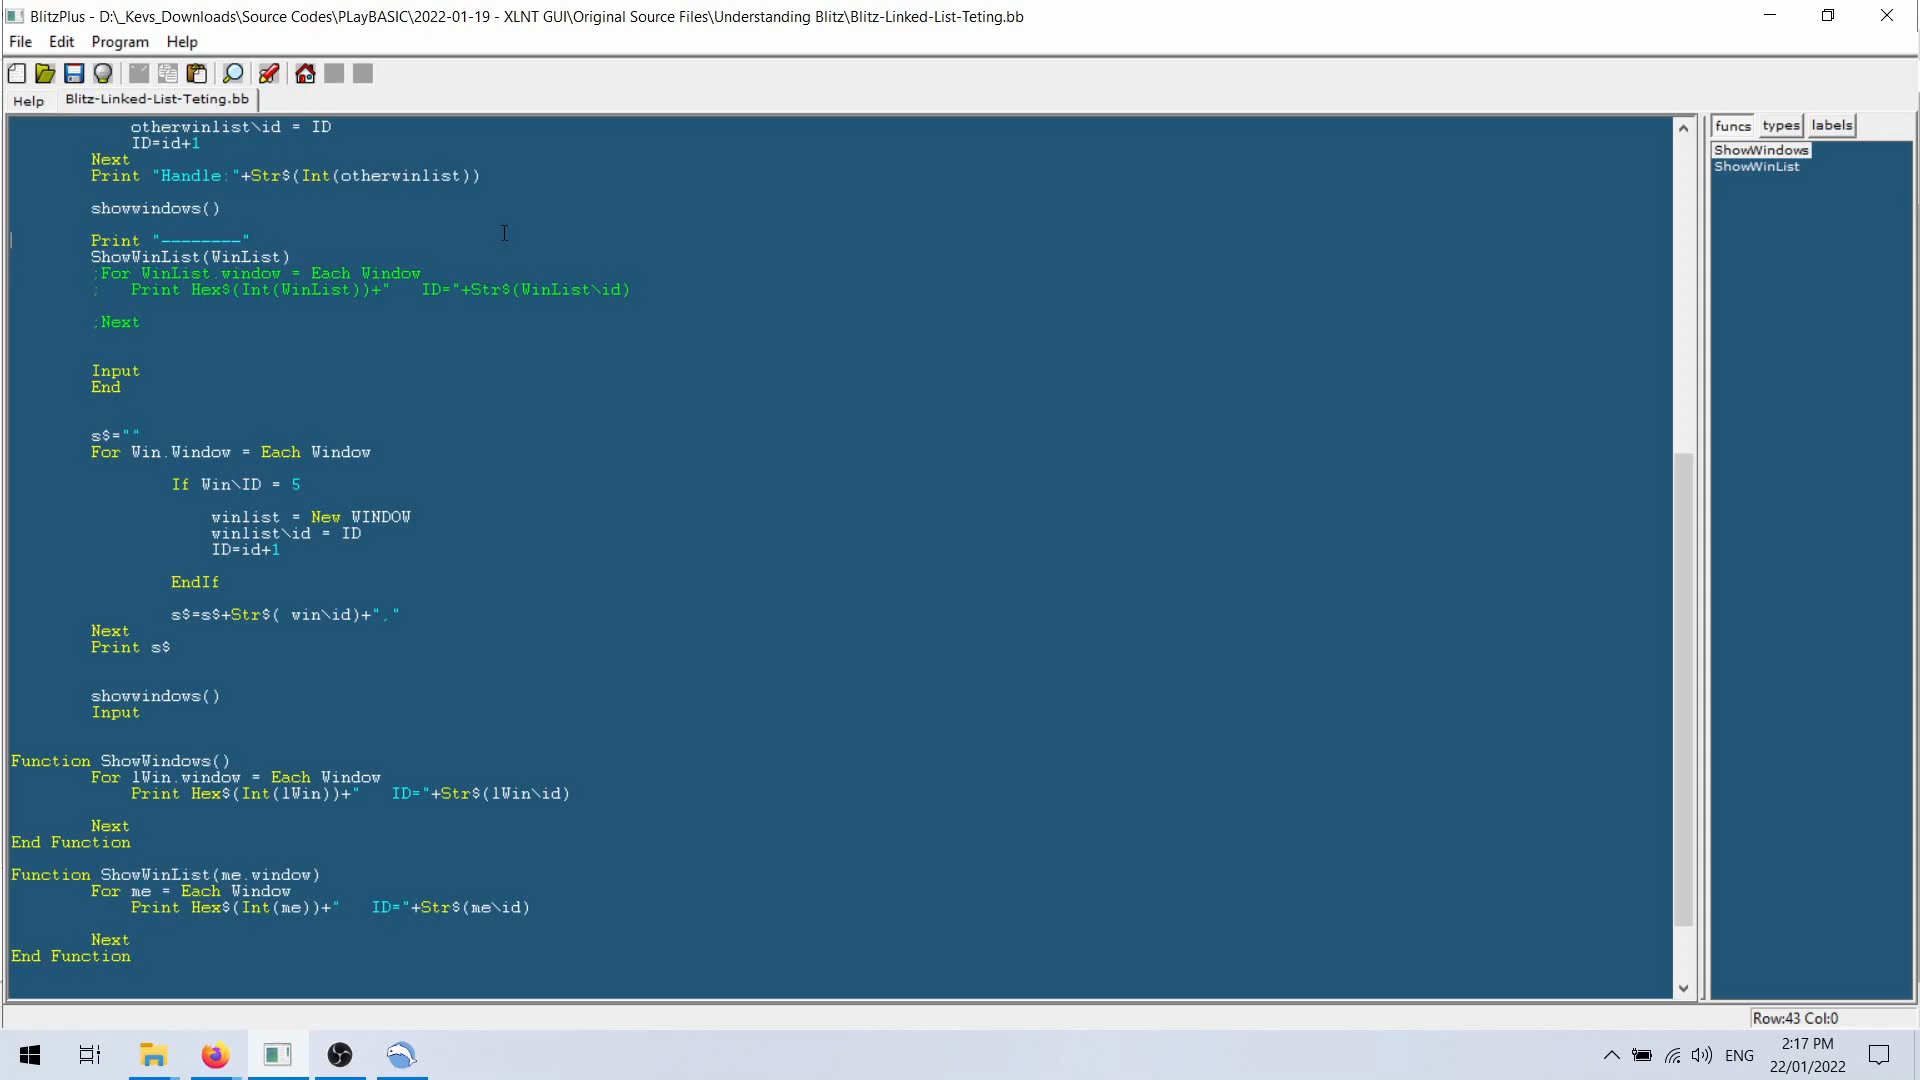 BlitzPlus - D:\_Kevs_Downloads\Source Codes\PLayBASIC\2022-01-19 - XLNT GUI\Original Source Files\Understanding Blitz\Blitz-Linked-List-Teting.bb
File Edit Program Help
Help Blitz-Linked-List-Teting.bb
otherwinlist\id = ID
ID=id+1
Next
Print "Handle:"+Str$(Int(otherwinlist))
showwindows()
Print "--------"
ShowWinList(WinList)
;For WinList.window = Each Window
; Print Hex$(Int(WinList))+" ID="+Str$(WinList\id)
;Next
Input
End
s$=""
For Win.Window = Each Window
If Win\ID = 5
winlist = New WINDOW
winlist\id = ID
ID=id+1
EndIf
s$=s$+Str$( win\id)+","
Next
Print s$
showwindows()
Input
Function ShowWindows()
For lWin.window = Each Window
Print Hex$(Int(lWin))+" ID="+Str$(lWin\id)
Next
End Function
Function ShowWinList(me.window)
For me = Each Window
Print Hex$(Int(me))+" ID="+Str$(me\id)
Next
End Function
funcs types labels
ShowWindows
ShowWinList
Row:43 Col:0
ENG
2:17 PM
22/01/2022